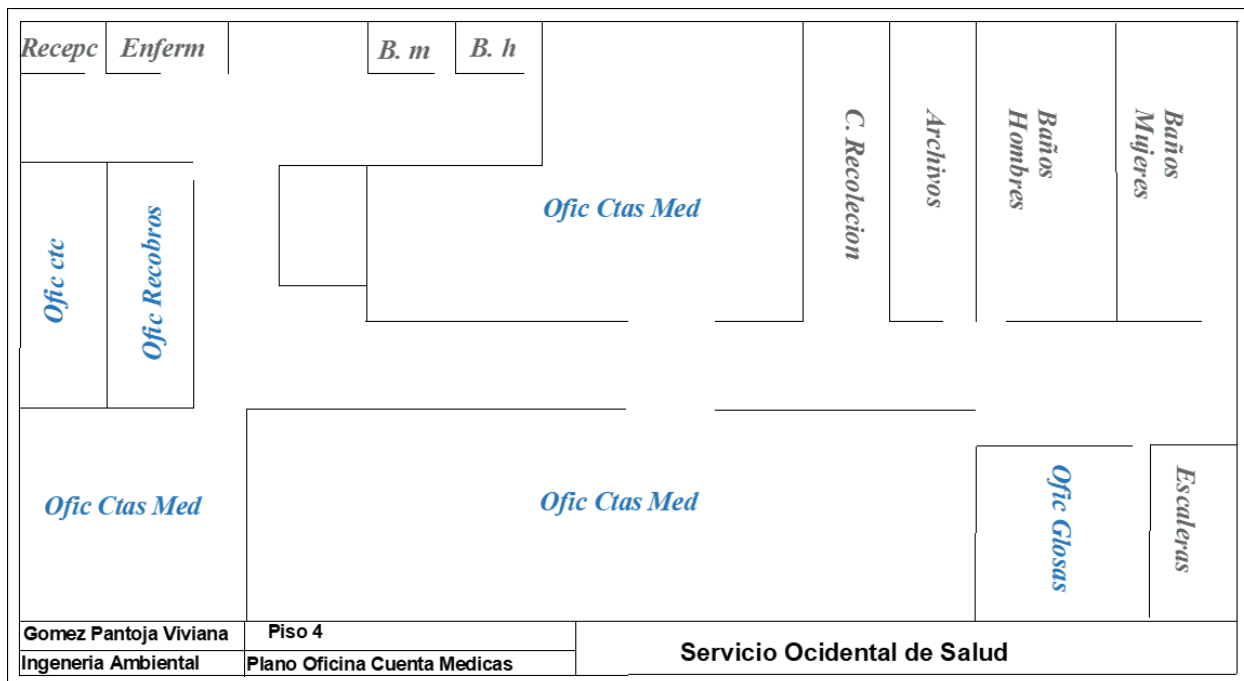 Recepc
Enferm
B. m
B. h
C. Recolecion
Archivos
Baños
Hombres
Baños
Mujeres
Ofic ctc
Ofic Recobros
Ofic Ctas Med
Ofic Ctas Med
Ofic Ctas Med
Ofic Glosas
Escaleras
Gomez Pantoja Viviana
Piso 4
Ingeneria Ambiental
Plano Oficina Cuenta Medicas
Servicio Ocidental de Salud